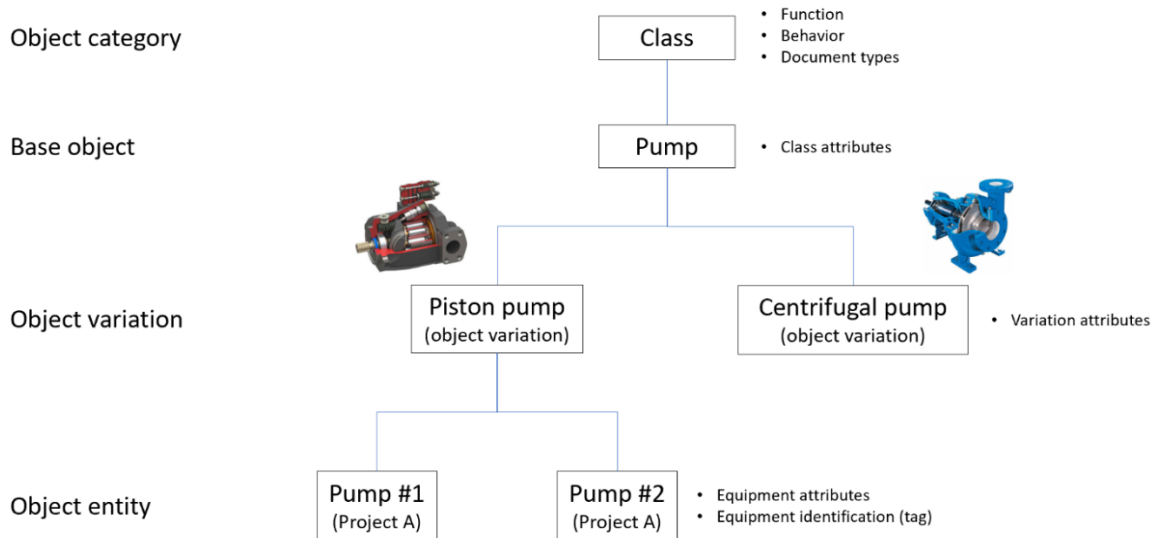 Object category
Class
• Function
• Behavior
• Document types
Base object
Pump
• Class attributes
Object variation
Piston pump
(object variation)
Centrifugal pump
(object variation)
• Variation attributes
Object entity
Pump #1
(Project A)
Pump #2
(Project A)
• Equipment attributes
• Equipment identification (tag)